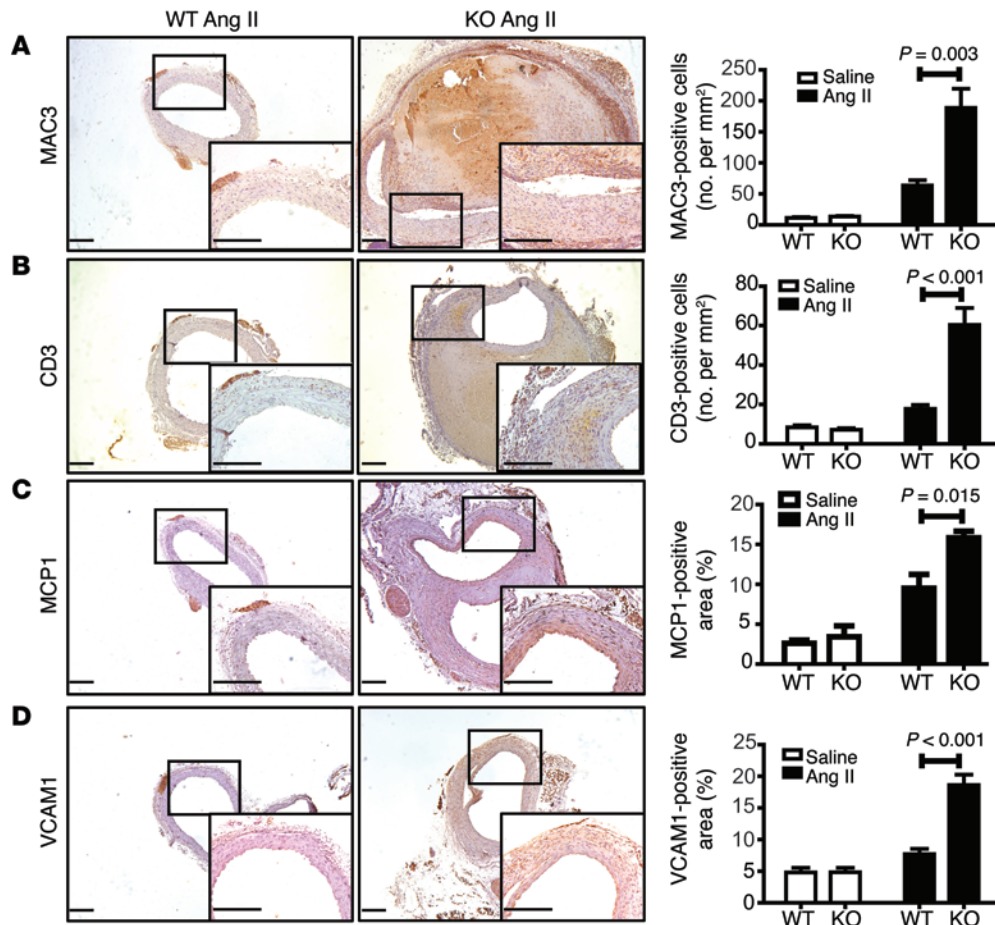 WT Ang II
KO Ang II
A
MAC3
MAC3-positive cells
(no. per mm²)
250
200
150
100
50
0
Saline
Ang II
P = 0.003
WT KO WT KO
B
CD3
CD3-positive cells
(no. per mm²)
80
60
40
20
0
Saline
Ang II
P < 0.001
WT KO WT KO
C
MCP1
MCP1-positive
area (%)
20
15
10
5
0
Saline
Ang II
P = 0.015
WT KO WT KO
D
VCAM1
VCAM1-positive
area (%)
25
20
15
10
5
0
Saline
Ang II
P < 0.001
WT KO WT KO